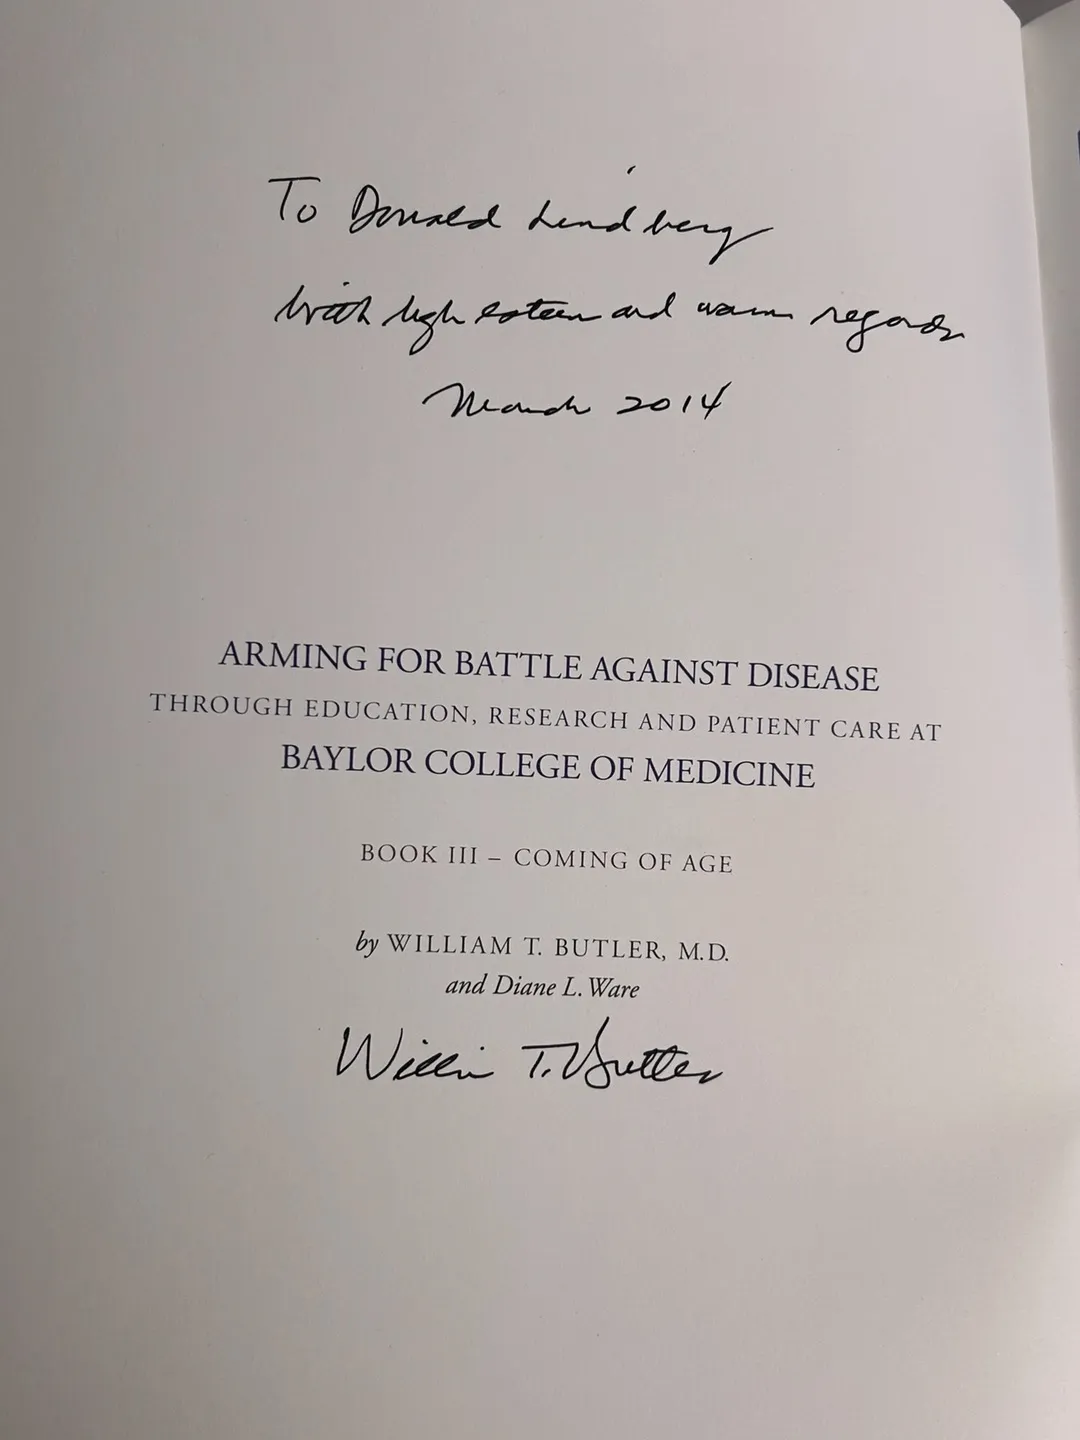 To Donald Lindberg
With high esteem and warm regards
March 2014
ARMING FOR BATTLE AGAINST DISEASE
THROUGH EDUCATION, RESEARCH AND PATIENT CARE AT
BAYLOR COLLEGE OF MEDICINE
BOOK III – COMING OF AGE
by WILLIAM T. BUTLER, M.D.
and Diane L. Ware
William T. Butler